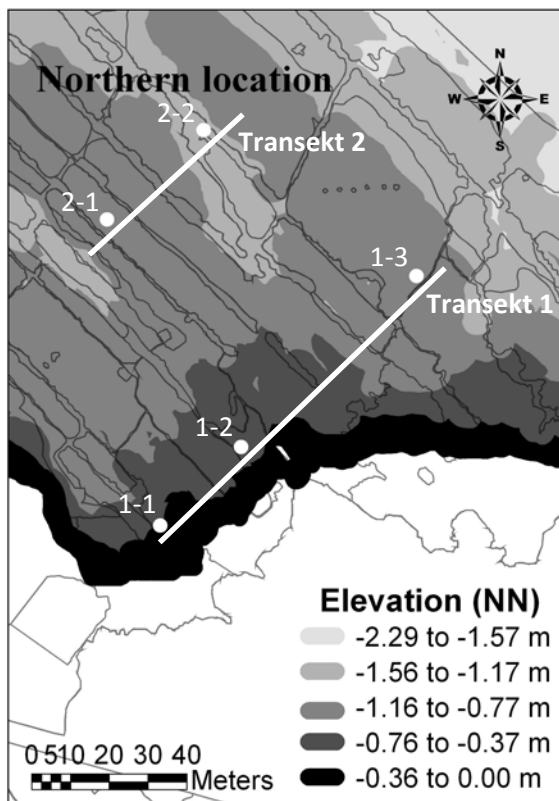 Northern location
N
W E
S
2-2
Transekt 2
2-1
1-3
Transekt 1
1-2
1-1
Elevation (NN)
-2.29 to -1.57 m
-1.56 to -1.17 m
-1.16 to -0.77 m
-0.76 to -0.37 m
-0.36 to 0.00 m
0 510 20 30 40
Meters